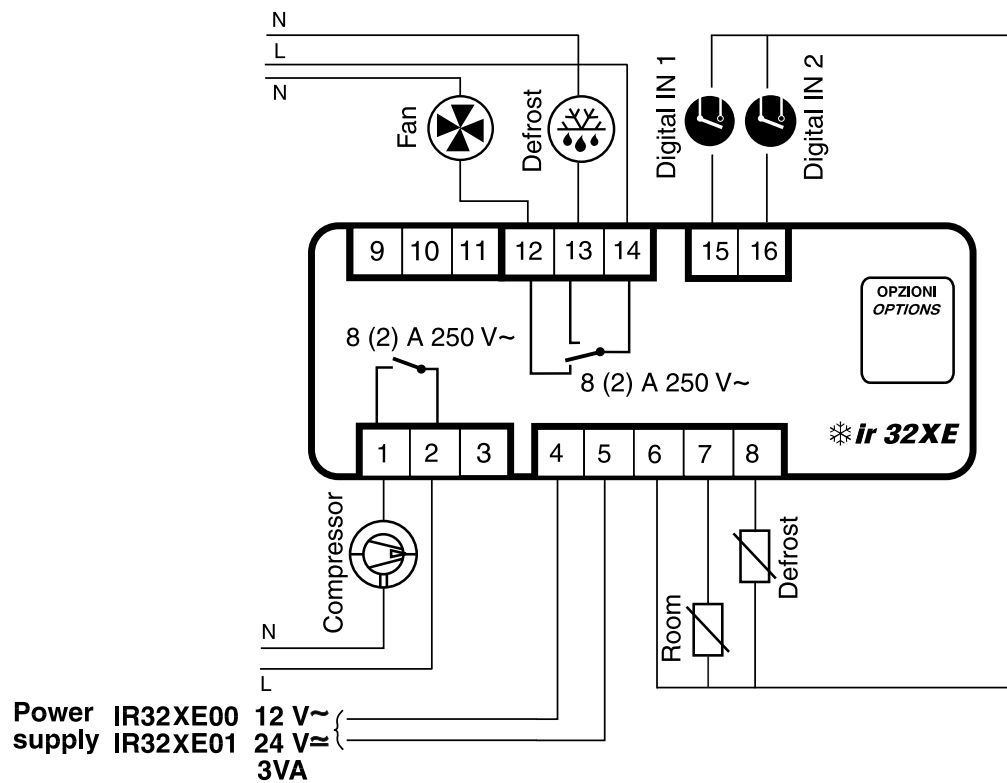 N
L
N
Fan
Defrost
Digital IN 1
Digital IN 2
9 10 11 12 13 14 15 16
OPZIONI
OPTIONS
8 (2) A 250 V~
8 (2) A 250 V~
ir 32XE
1 2 3 4 5 6 7 8
Compressor
Room
Defrost
N
L
Power supply
IR32XE00 12 V~
IR32XE01 24 V≃
3VA